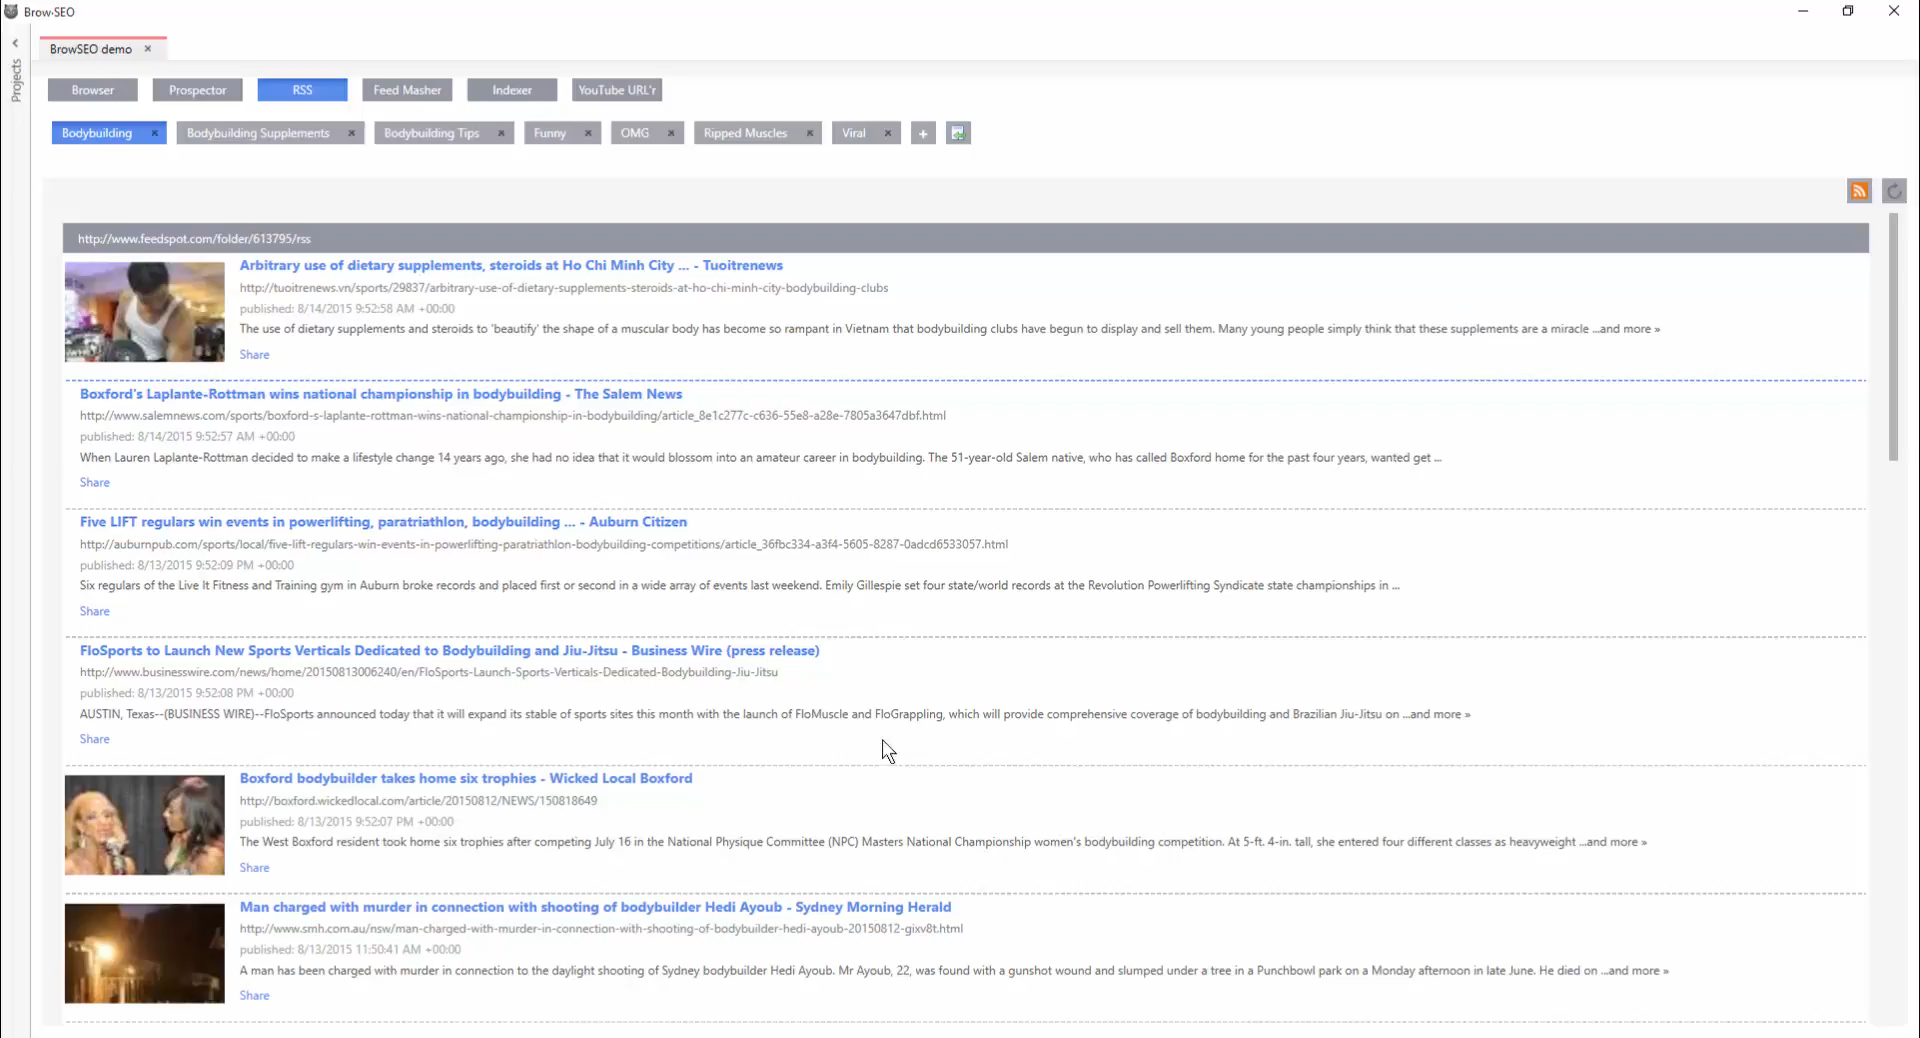 Brow·SEO
Projects
BrowSEO demo
Browser Prospector RSS Feed Masher Indexer YouTube URL'r
Bodybuilding Bodybuilding Supplements Bodybuilding Tips Funny OMG Ripped Muscles Viral +
http://www.feedspot.com/folder/613795/rss
Arbitrary use of dietary supplements, steroids at Ho Chi Minh City ... - Tuoitrenews
http://tuoitrenews.vn/sports/29837/arbitrary-use-of-dietary-supplements-steroids-at-ho-chi-minh-city-bodybuilding-clubs
published: 8/14/2015 9:52:58 AM +00:00
The use of dietary supplements and steroids to 'beautify' the shape of a muscular body has become so rampant in Vietnam that bodybuilding clubs have begun to display and sell them. Many young people simply think that these supplements are a miracle ...and more »
Share
Boxford's Laplante-Rottman wins national championship in bodybuilding - The Salem News
http://www.salemnews.com/sports/boxford-s-laplante-rottman-wins-national-championship-in-bodybuilding/article_8e1c277c-c636-55e8-a28e-7805a3647dbf.html
published: 8/14/2015 9:52:57 AM +00:00
When Lauren Laplante-Rottman decided to make a lifestyle change 14 years ago, she had no idea that it would blossom into an amateur career in bodybuilding. The 51-year-old Salem native, who has called Boxford home for the past four years, wanted get ...
Share
Five LIFT regulars win events in powerlifting, paratriathlon, bodybuilding ... - Auburn Citizen
http://auburnpub.com/sports/local/five-lift-regulars-win-events-in-powerlifting-paratriathlon-bodybuilding-competitions/article_36fbc334-a3f4-5605-8287-0adcd6533057.html
published: 8/13/2015 9:52:09 PM +00:00
Six regulars of the Live It Fitness and Training gym in Auburn broke records and placed first or second in a wide array of events last weekend. Emily Gillespie set four state/world records at the Revolution Powerlifting Syndicate state championships in ...
Share
FloSports to Launch New Sports Verticals Dedicated to Bodybuilding and Jiu-Jitsu - Business Wire (press release)
http://www.businesswire.com/news/home/20150813006240/en/FloSports-Launch-Sports-Verticals-Dedicated-Bodybuilding-Jiu-Jitsu
published: 8/13/2015 9:52:08 PM +00:00
AUSTIN, Texas--(BUSINESS WIRE)--FloSports announced today that it will expand its stable of sports sites this month with the launch of FloMuscle and FloGrappling, which will provide comprehensive coverage of bodybuilding and Brazilian Jiu-Jitsu on ...and more »
Share
Boxford bodybuilder takes home six trophies - Wicked Local Boxford
http://boxford.wickedlocal.com/article/20150812/NEWS/150818649
published: 8/13/2015 9:52:07 PM +00:00
The West Boxford resident took home six trophies after competing July 16 in the National Physique Committee (NPC) Masters National Championship women's bodybuilding competition. At 5-ft. 4-in. tall, she entered four different classes as heavyweight ...and more »
Share
Man charged with murder in connection with shooting of bodybuilder Hedi Ayoub - Sydney Morning Herald
http://www.smh.com.au/nsw/man-charged-with-murder-in-connection-with-shooting-of-bodybuilder-hedi-ayoub-20150812-gixv8t.html
published: 8/13/2015 11:50:41 AM +00:00
A man has been charged with murder in connection to the daylight shooting of Sydney bodybuilder Hedi Ayoub. Mr Ayoub, 22, was found with a gunshot wound and slumped under a tree in a Punchbowl park on a Monday afternoon in late June. He died on ...and more »
Share